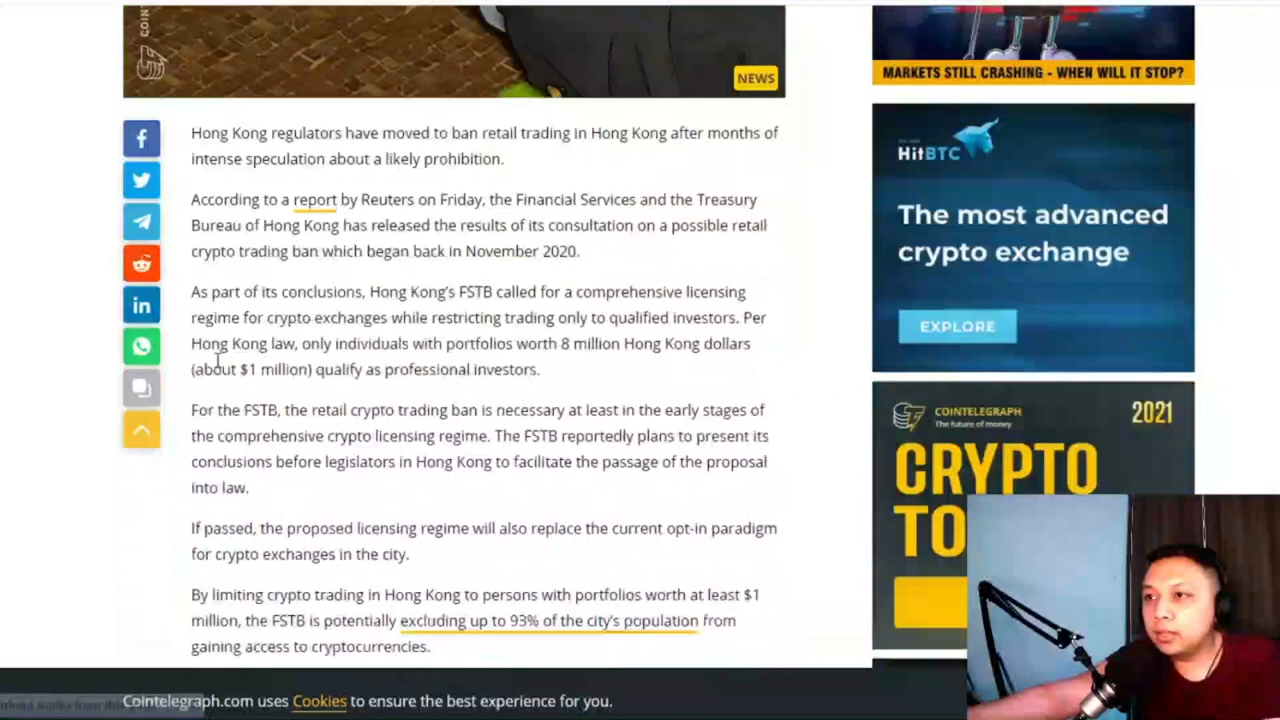 COINT
NEWS
MARKETS STILL CRASHING - WHEN WILL IT STOP?
Hong Kong regulators have moved to ban retail trading in Hong Kong after months of
intense speculation about a likely prohibition.
According to a report by Reuters on Friday, the Financial Services and the Treasury
Bureau of Hong Kong has released the results of its consultation on a possible retail
crypto trading ban which began back in November 2020.
As part of its conclusions, Hong Kong's FSTB called for a comprehensive licensing
regime for crypto exchanges while restricting trading only to qualified investors. Per
Hong Kong law, only individuals with portfolios worth 8 million Hong Kong dollars
(about $1 million) qualify as professional investors.
For the FSTB, the retail crypto trading ban is necessary at least in the early stages of
the comprehensive crypto licensing regime. The FSTB reportedly plans to present its
conclusions before legislators in Hong Kong to facilitate the passage of the proposal
into law.
If passed, the proposed licensing regime will also replace the current opt-in paradigm
for crypto exchanges in the city.
By limiting crypto trading in Hong Kong to persons with portfolios worth at least $1
million, the FSTB is potentially excluding up to 93% of the city's population from
gaining access to cryptocurrencies.
HitBTC
The most advanced
crypto exchange
EXPLORE
COINTELEGRAPH
The future of money
2021
CRYPTO
TO
Cointelegraph.com uses Cookies to ensure the best experience for you.